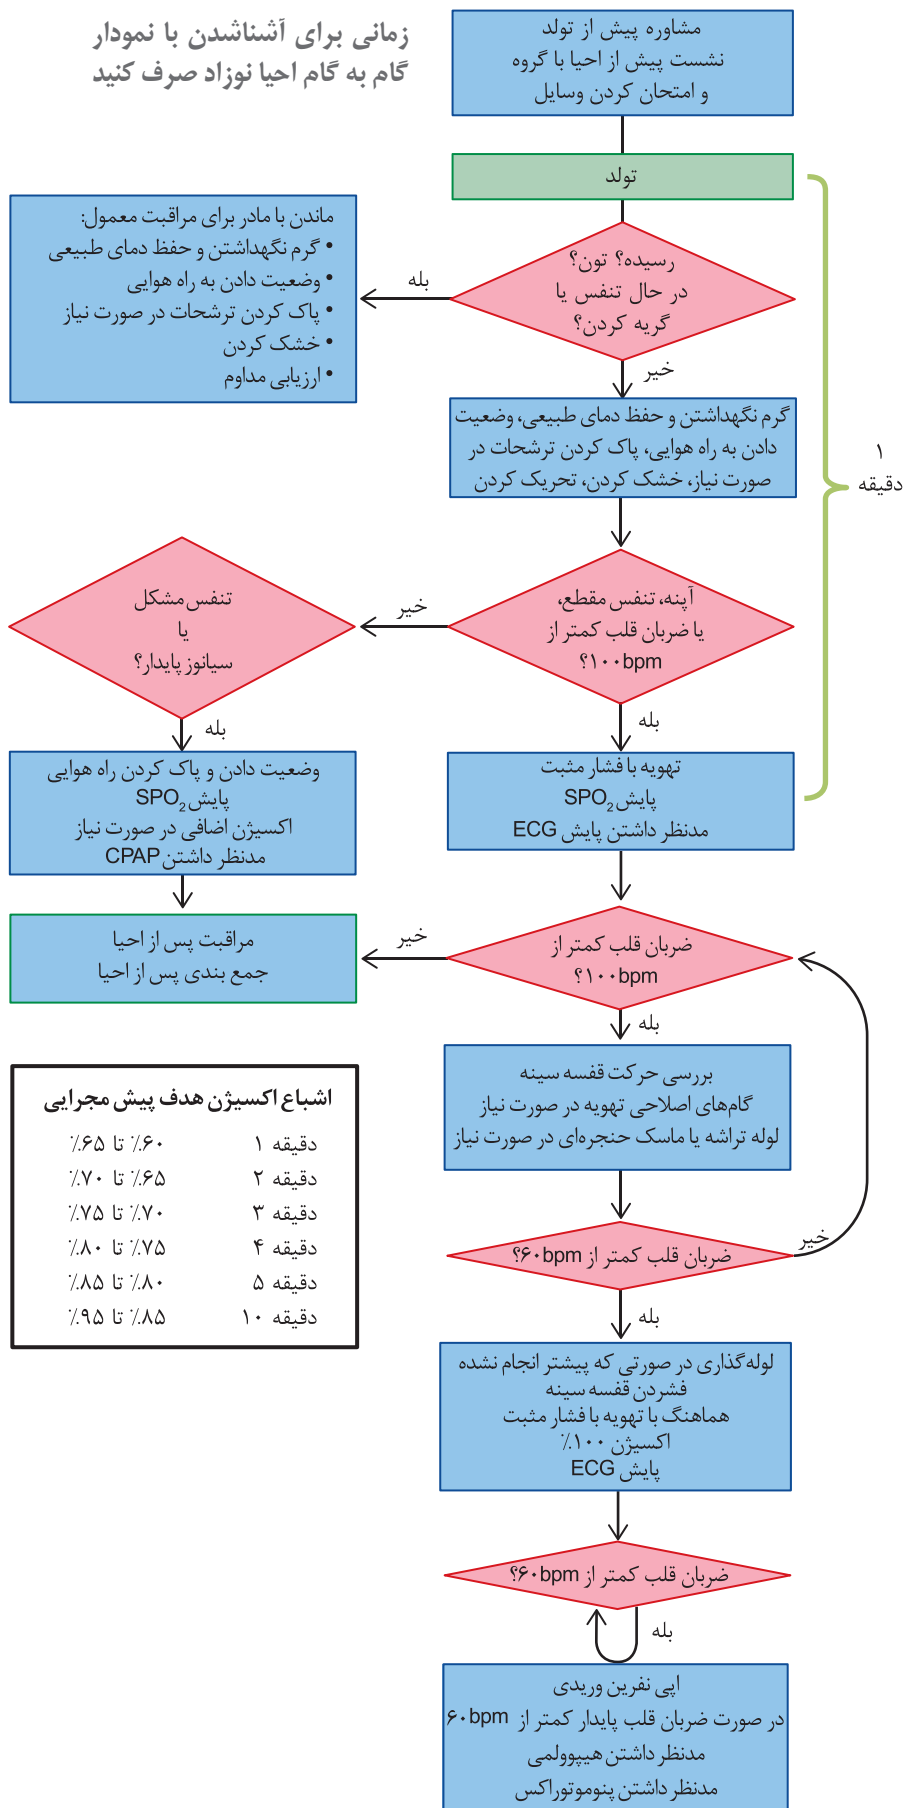 زمانی برای آشناشدن با نمودار
گام به گام احیا نوزاد صرف کنید
مشاوره پیش از تولد
نشست پیش از احیا با گروه
و امتحان کردن وسایل
تولد
رسیده؟ تون؟
در حال تنفس یا
گریه کردن؟
بله
ماندن با مادر برای مراقبت معمول:
• گرم نگهداشتن و حفظ دمای طبیعی
• وضعیت دادن به راه هوایی
• پاک کردن ترشحات در صورت نیاز
• خشک کردن
• ارزیابی مداوم
خیر
گرم نگهداشتن و حفظ دمای طبیعی، وضعیت
دادن به راه هوایی، پاک کردن ترشحات در
صورت نیاز، خشک کردن، تحریک کردن
۱
دقیقه
آپنه، تنفس مقطع،
یا ضربان قلب کمتر از
۱۰۰bpm؟
خیر
تنفس مشکل
یا
سیانوز پایدار؟
بله
وضعیت دادن و پاک کردن راه هوایی
پایش SPO₂
اکسیژن اضافی در صورت نیاز
مدنظر داشتن CPAP
بله
تهویه با فشار مثبت
پایش SPO₂
مدنظر داشتن پایش ECG
ضربان قلب کمتر از
۱۰۰bpm؟
خیر
مراقبت پس از احیا
جمع بندی پس از احیا
بله
بررسی حرکت قفسه سینه
گام‌های اصلاحی تهویه در صورت نیاز
لوله تراشه یا ماسک حنجره‌ای در صورت نیاز
اشباع اکسیژن هدف پیش مجرایی
دقیقه ۱ ۶۰٪ تا ۶۵٪
دقیقه ۲ ۶۵٪ تا ۷۰٪
دقیقه ۳ ۷۰٪ تا ۷۵٪
دقیقه ۴ ۷۵٪ تا ۸۰٪
دقیقه ۵ ۸۰٪ تا ۸۵٪
دقیقه ۱۰ ۸۵٪ تا ۹۵٪
ضربان قلب کمتر از ۶۰bpm؟
خیر
بله
لوله‌گذاری در صورتی که پیشتر انجام نشده
فشردن قفسه سینه
هماهنگ با تهویه با فشار مثبت
اکسیژن ۱۰۰٪
پایش ECG
ضربان قلب کمتر از ۶۰bpm؟
بله
اپی نفرین وریدی
در صورت ضربان قلب پایدار کمتر از ۶۰bpm
مدنظر داشتن هیپوولمی
مدنظر داشتن پنوموتوراکس